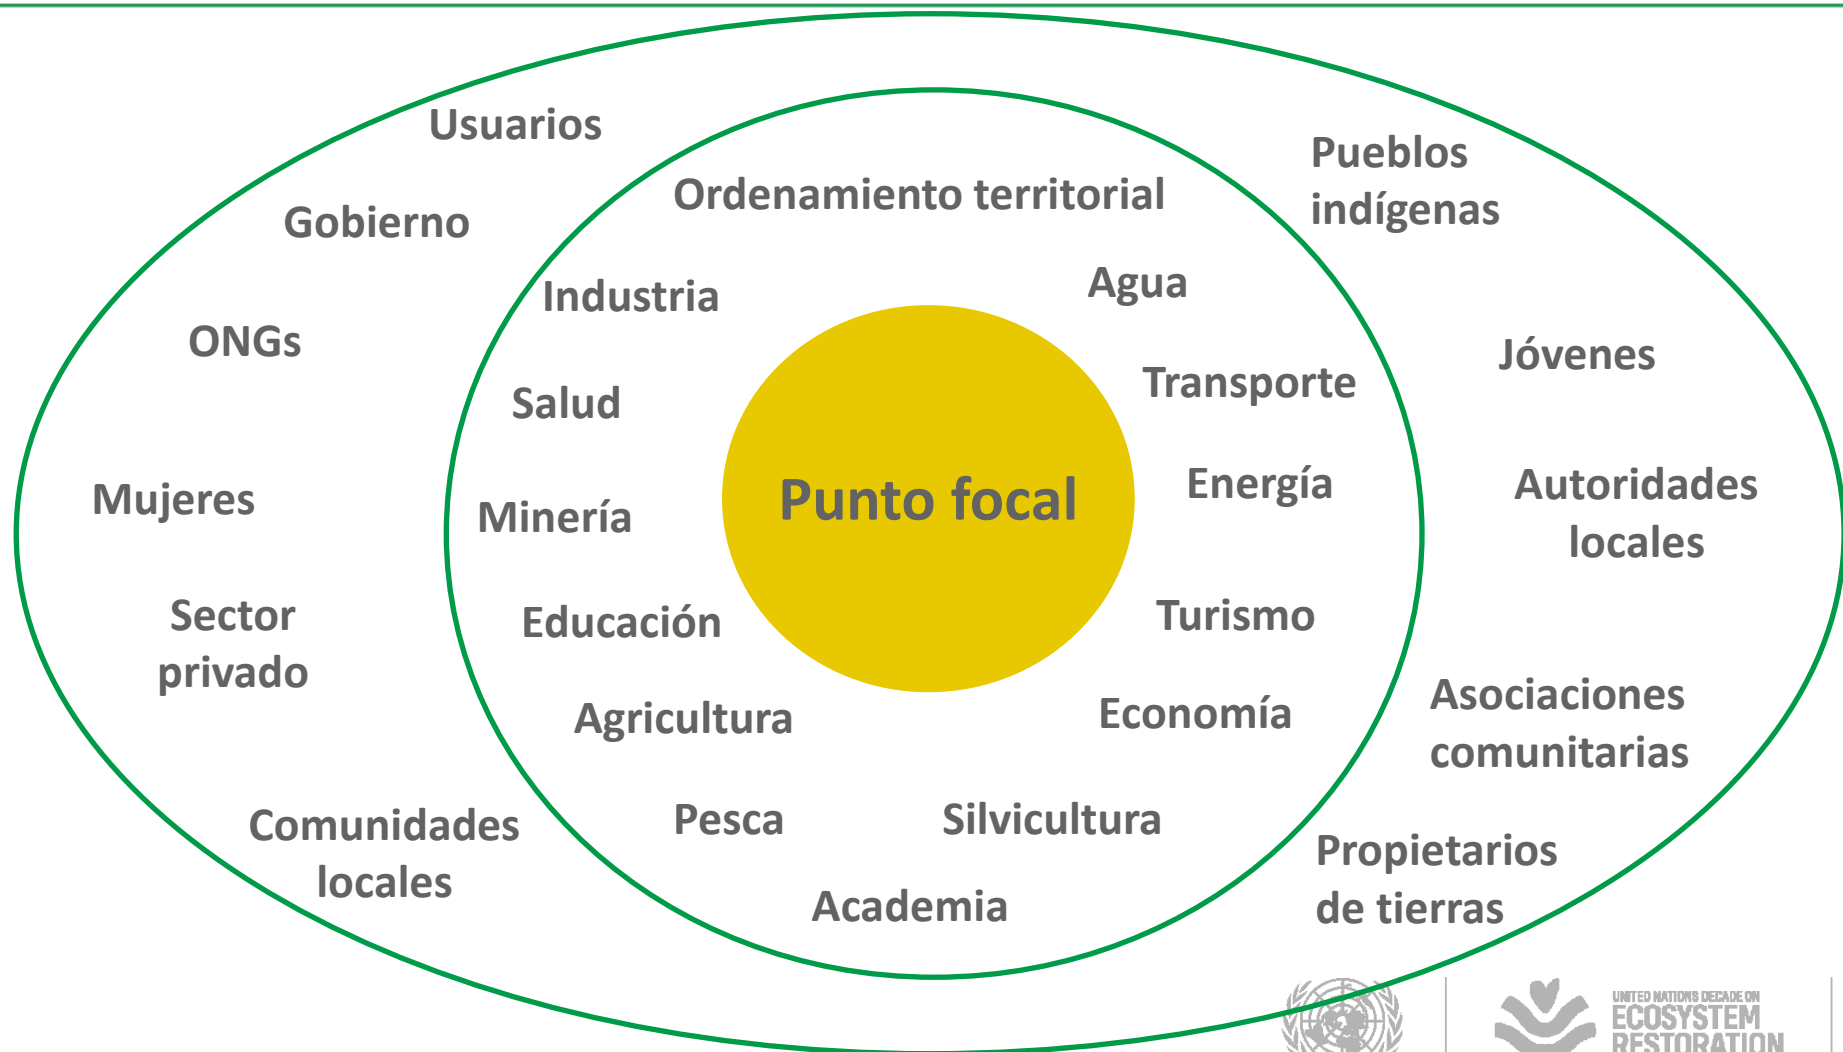 Usuarios
Pueblos
indígenas
Ordenamiento territorial
Gobierno
Agua
Industria
ONGs
Jóvenes
Transporte
Salud
Punto focal
Energía
Autoridades
locales
Mujeres
Minería
Sector
privado
Educación
Turismo
Asociaciones
comunitarias
Agricultura
Economía
Comunidades
locales
Pesca
Silvicultura
Propietarios
de tierras
Academia
UNITED NATIONS DECADE ON
ECOSYSTEM
RESTORATION